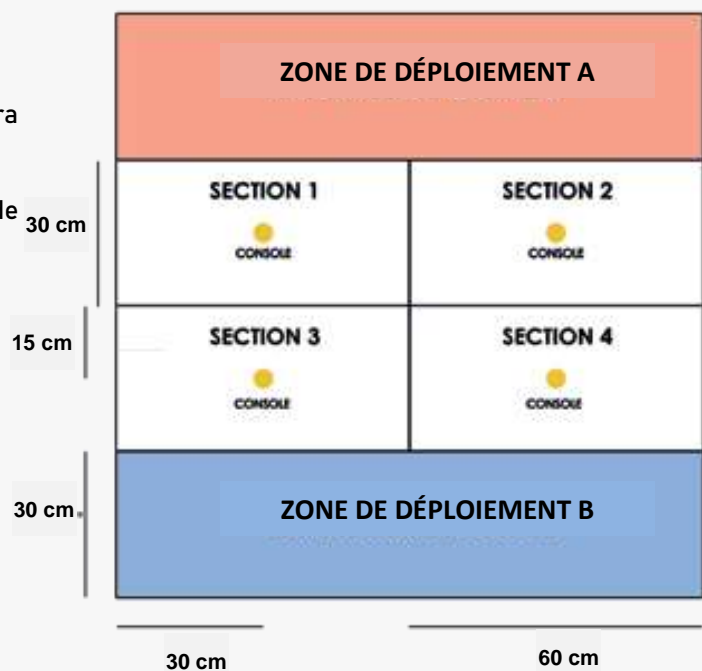 ZONE DE DÉPLOIEMENT A
ra
le
30 cm
SECTION 1
SECTION 2
CONSOLE
CONSOLE
15 cm
SECTION 3
SECTION 4
CONSOLE
CONSOLE
30 cm
ZONE DE DÉPLOIEMENT B
30 cm
60 cm